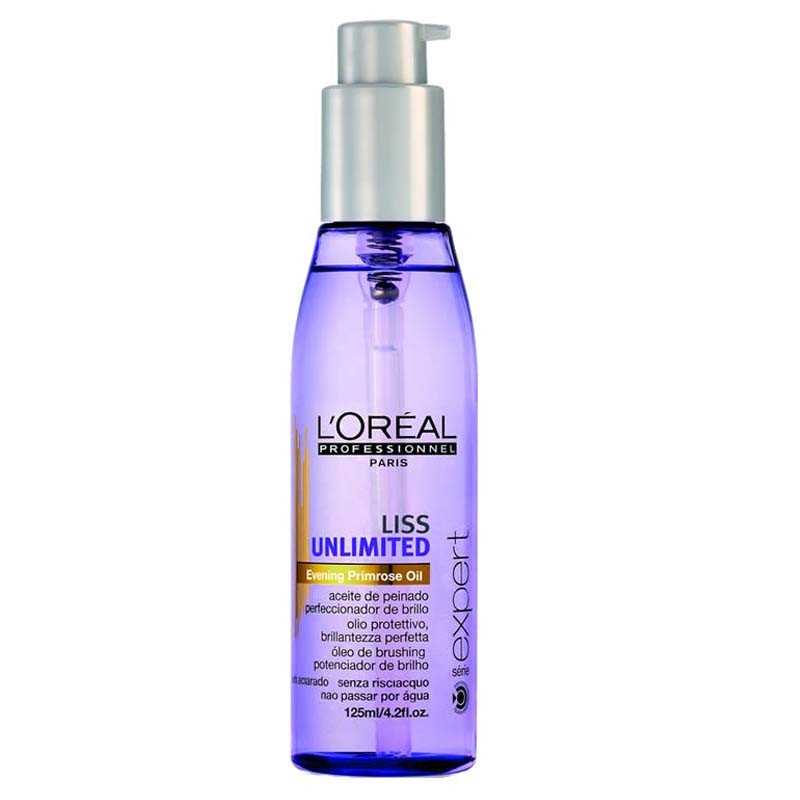 L'ORÉAL
PROFESSIONNEL
PARIS
LISS
UNLIMITED
Evening Primrose Oil
aceite de peinado
perfeccionador de brillo
olio protettivo,
brillantezza perfetta
óleo de brushing
potenciador de brilho
senza risciacquo
nao passar por água
125ml/4.2fl.oz.
série expert